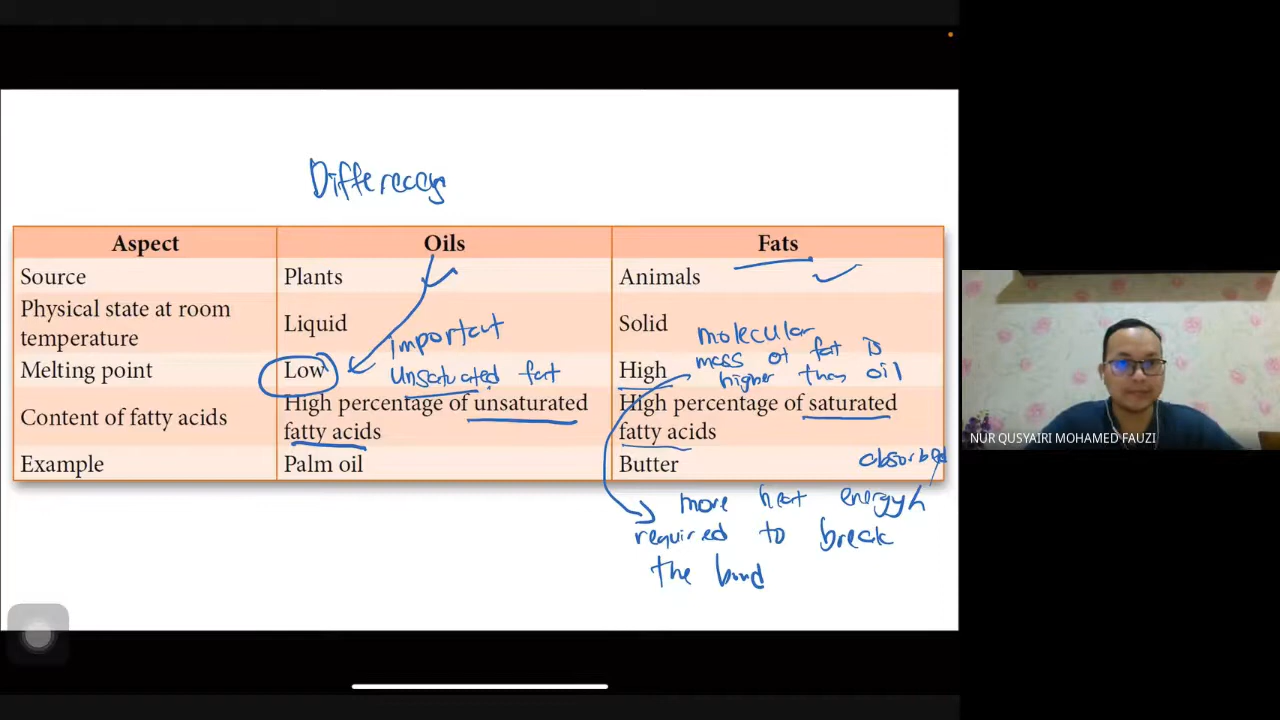 Differeces
Aspect Oils Fats
Source Plants Animals
Physical state at room temperature Liquid Solid
important
molecular
mass of fat is
higher than oil
Melting point Low High
unsatuated fat
Content of fatty acids High percentage of unsaturated fatty acids High percentage of saturated fatty acids
Example Palm oil Butter
absorbed
more heat energy
required to break
the bond
NUR QUSYAIRI MOHAMED FAUZI